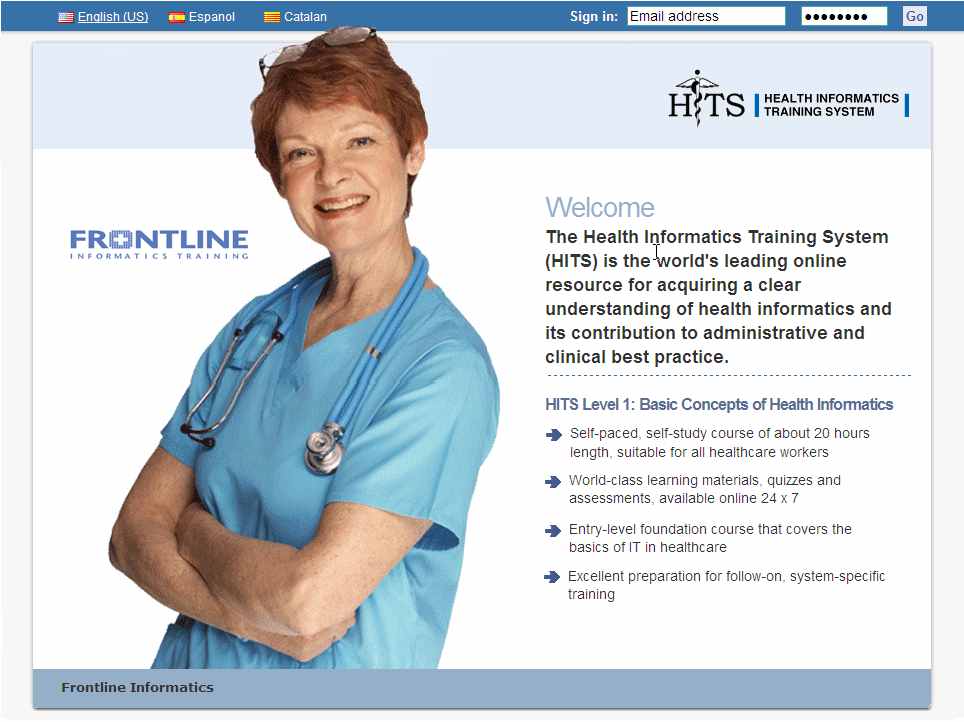 English (US) Espanol Catalan Sign in: Email address Go
HITS HEALTH INFORMATICS
TRAINING SYSTEM
FRONTLINE
INFORMATICS TRAINING
Welcome
The Health Informatics Training System
(HITS) is the world's leading online
resource for acquiring a clear
understanding of health informatics and
its contribution to administrative and
clinical best practice.
HITS Level 1: Basic Concepts of Health Informatics
Self-paced, self-study course of about 20 hours
length, suitable for all healthcare workers
World-class learning materials, quizzes and
assessments, available online 24 x 7
Entry-level foundation course that covers the
basics of IT in healthcare
Excellent preparation for follow-on, system-specific
training
Frontline Informatics